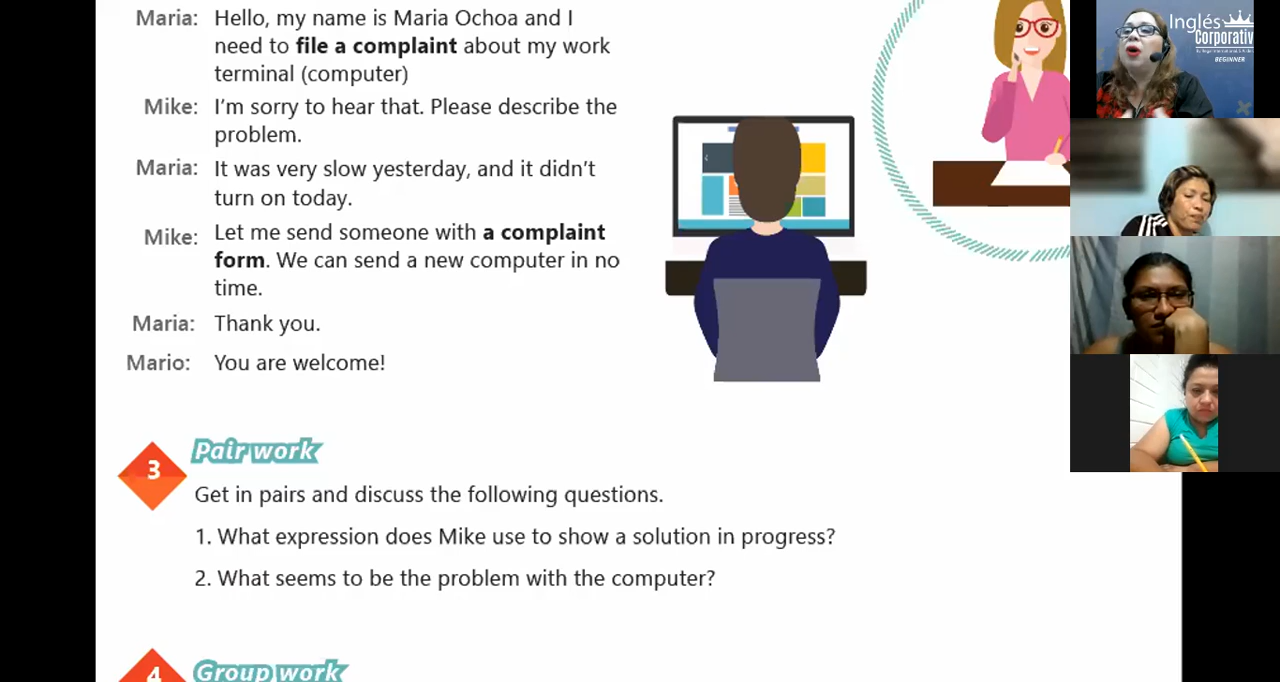 Maria: Hello, my name is Maria Ochoa and I
need to file a complaint about my work
terminal (computer)
Mike: I'm sorry to hear that. Please describe the
problem.
Maria: It was very slow yesterday, and it didn't
turn on today.
Mike: Let me send someone with a complaint
form. We can send a new computer in no
time.
Maria: Thank you.
Mario: You are welcome!
3 Pair work
Get in pairs and discuss the following questions.
1. What expression does Mike use to show a solution in progress?
2. What seems to be the problem with the computer?
4 Group work
Inglés
Corporativ
BEGINNER